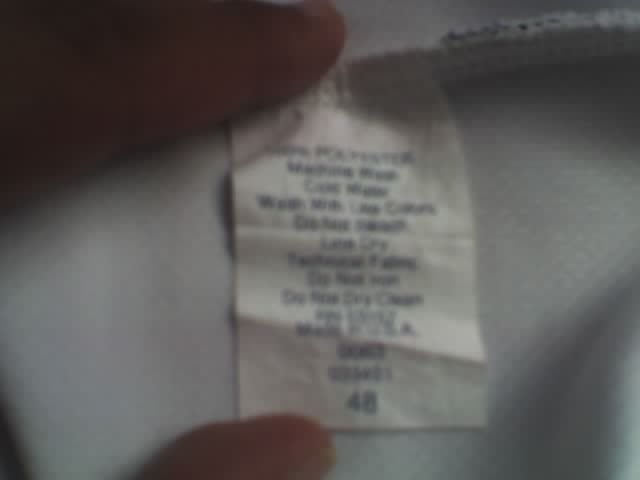 POLYESTER
Machine Wash
Cold Water
Wash With Like Colors
Do Not Bleach
Line Dry
Technical Fabric
Do Not Iron
Do Not Dry Clean
Made in U.S.A.
48